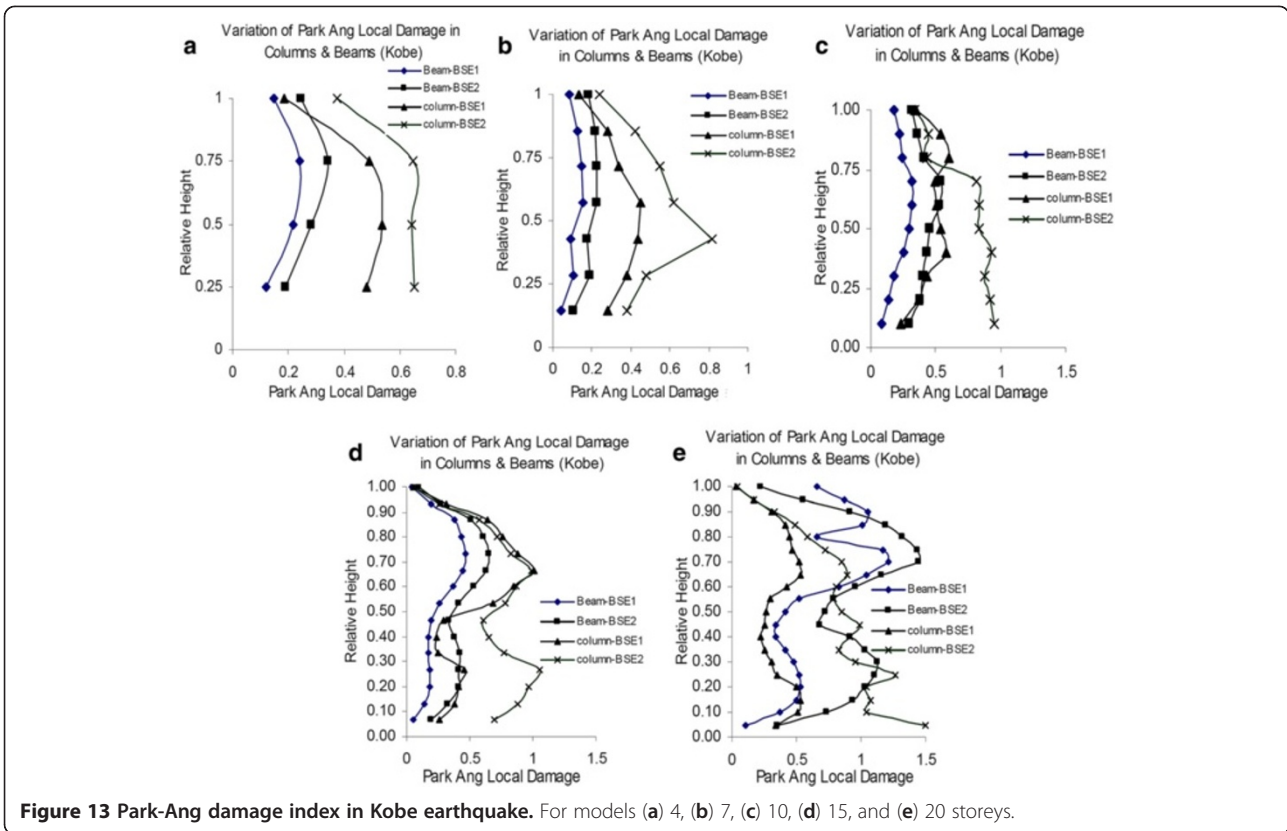 a
Variation of Park Ang Local Damage in
Columns & Beams (Kobe)
Beam-BSE1
Beam-BSE2
column-BSE1
column-BSE2
Relative Height
1
0.75
0.5
0.25
0
0 0.2 0.4 0.6 0.8
Park Ang Local Damage
b
Variation of Park Ang Local Damage
in Columns & Beams (Kobe)
Beam-BSE1
Beam-BSE2
column-BSE1
column-BSE2
Relative Height
1
0.75
0.5
0.25
0
0 0.2 0.4 0.6 0.8 1
Park Ang Local Damage
c
Variation of Park Ang Local Damage
in Columns & Beams (Kobe)
Beam-BSE1
Beam-BSE2
column-BSE1
column-BSE2
Relative Height
1.00
0.75
0.50
0.25
0.00
0 0.5 1 1.5
Park Ang Local Damage
d
Variation of Park Ang Local Damage
in Columns & Beams (Kobe)
Beam-BSE1
Beam-BSE2
column-BSE1
column-BSE2
Relative Height
1.00
0.90
0.80
0.70
0.60
0.50
0.40
0.30
0.20
0.10
0.00
0 0.5 1 1.5
Park Ang Local Damage
e
Variation of Park Ang Local Damage
in Columns & Beams (Kobe)
Beam-BSE1
Beam-BSE2
column-BSE1
column-BSE2
Relative Height
1.00
0.90
0.80
0.70
0.60
0.50
0.40
0.30
0.20
0.10
0.00
0 0.5 1 1.5
Park Ang Local Damage
Figure 13 Park-Ang damage index in Kobe earthquake. For models (a) 4, (b) 7, (c) 10, (d) 15, and (e) 20 storeys.